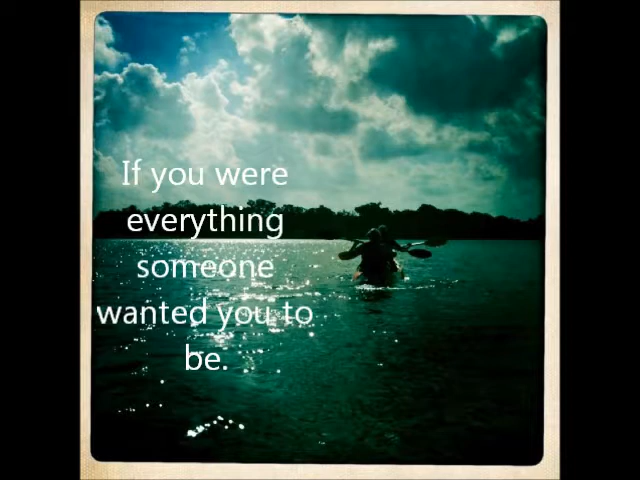 If you were
everything
someone
wanted you to
be.